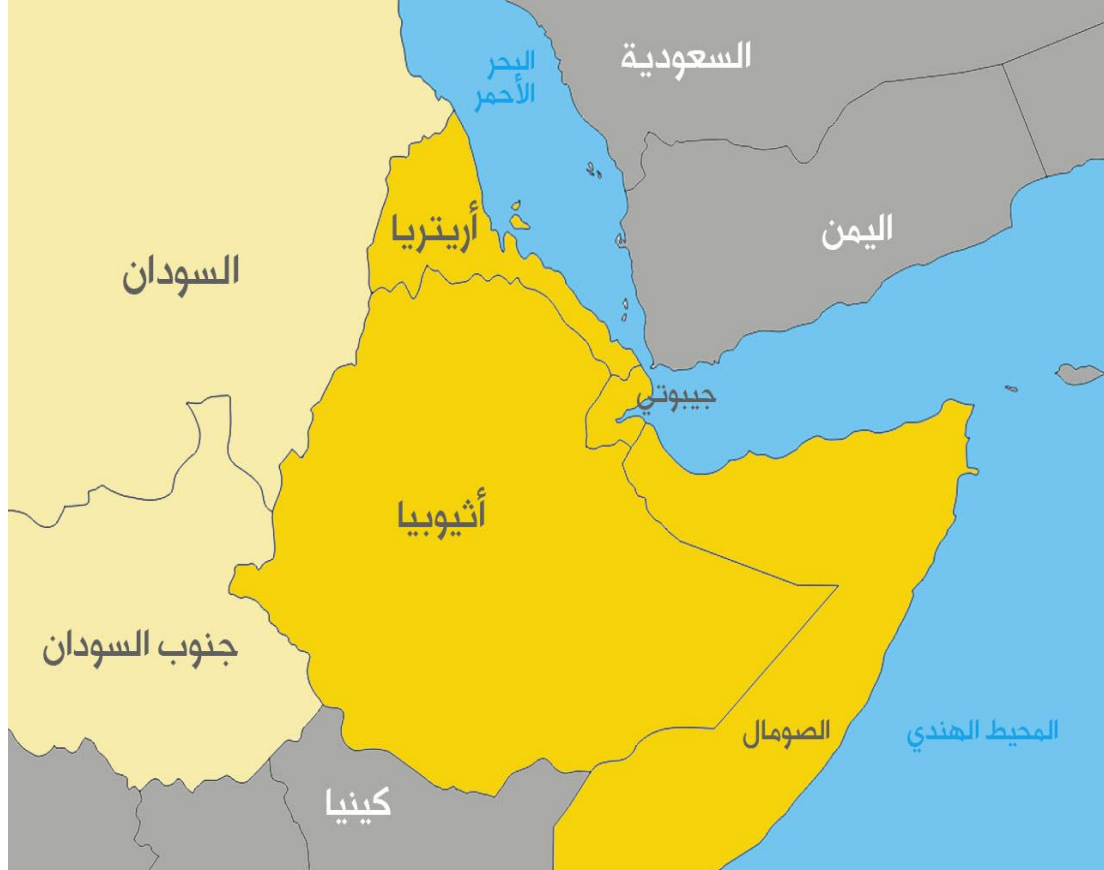 السعودية
البحر
الأحمر
اليمن
أريتريا
السودان
جيبوتي
أثيوبيا
جنوب السودان
الصومال
المحيط الهندي
كينيا